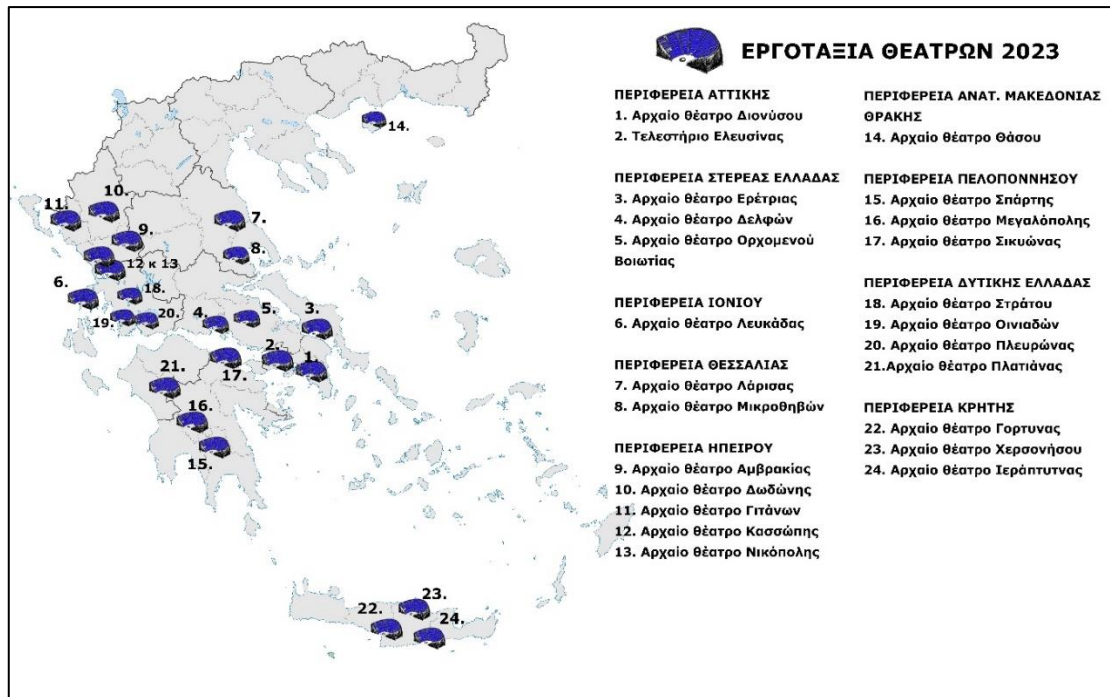 ΕΡΓΟΤΑΞΙΑ ΘΕΑΤΡΩΝ 2023
ΠΕΡΙΦΕΡΕΙΑ ΑΤΤΙΚΗΣ
1. Αρχαίο θέατρο Διονύσου
2. Τελεστήριο Ελευσίνας
ΠΕΡΙΦΕΡΕΙΑ ΣΤΕΡΕΑΣ ΕΛΛΑΔΑΣ
3. Αρχαίο θέατρο Ερέτριας
4. Αρχαίο θέατρο Δελφών
5. Αρχαίο θέατρο Ορχομενού
Βοιωτίας
ΠΕΡΙΦΕΡΕΙΑ ΙΟΝΙΟΥ
6. Αρχαίο θέατρο Λευκάδας
ΠΕΡΙΦΕΡΕΙΑ ΘΕΣΣΑΛΙΑΣ
7. Αρχαίο θέατρο Λάρισας
8. Αρχαίο θέατρο Μικροθηβών
ΠΕΡΙΦΕΡΕΙΑ ΗΠΕΙΡΟΥ
9. Αρχαίο θέατρο Αμβρακίας
10. Αρχαίο θέατρο Δωδώνης
11. Αρχαίο θέατρο Γιτάνων
12. Αρχαίο θέατρο Κασσώπης
13. Αρχαίο θέατρο Νικόπολης
ΠΕΡΙΦΕΡΕΙΑ ΑΝΑΤ. ΜΑΚΕΔΟΝΙΑΣ
ΘΡΑΚΗΣ
14. Αρχαίο θέατρο Θάσου
ΠΕΡΙΦΕΡΕΙΑ ΠΕΛΟΠΟΝΝΗΣΟΥ
15. Αρχαίο θέατρο Σπάρτης
16. Αρχαίο θέατρο Μεγαλόπολης
17. Αρχαίο θέατρο Σικυώνας
ΠΕΡΙΦΕΡΕΙΑ ΔΥΤΙΚΗΣ ΕΛΛΑΔΑΣ
18. Αρχαίο θέατρο Στράτου
19. Αρχαίο θέατρο Οινιαδών
20. Αρχαίο θέατρο Πλευρώνας
21.Αρχαίο θέατρο Πλατιάνας
ΠΕΡΙΦΕΡΕΙΑ ΚΡΗΤΗΣ
22. Αρχαίο θέατρο Γορτυνας
23. Αρχαίο θέατρο Χερσονήσου
24. Αρχαίο θέατρο Ιεράπτυτνας
14.
10.
11.
7.
9.
8.
12 κ 13
6.
18.
19.
20.
4.
5.
3.
2.
1.
17.
21.
16.
15.
23.
22.
24.